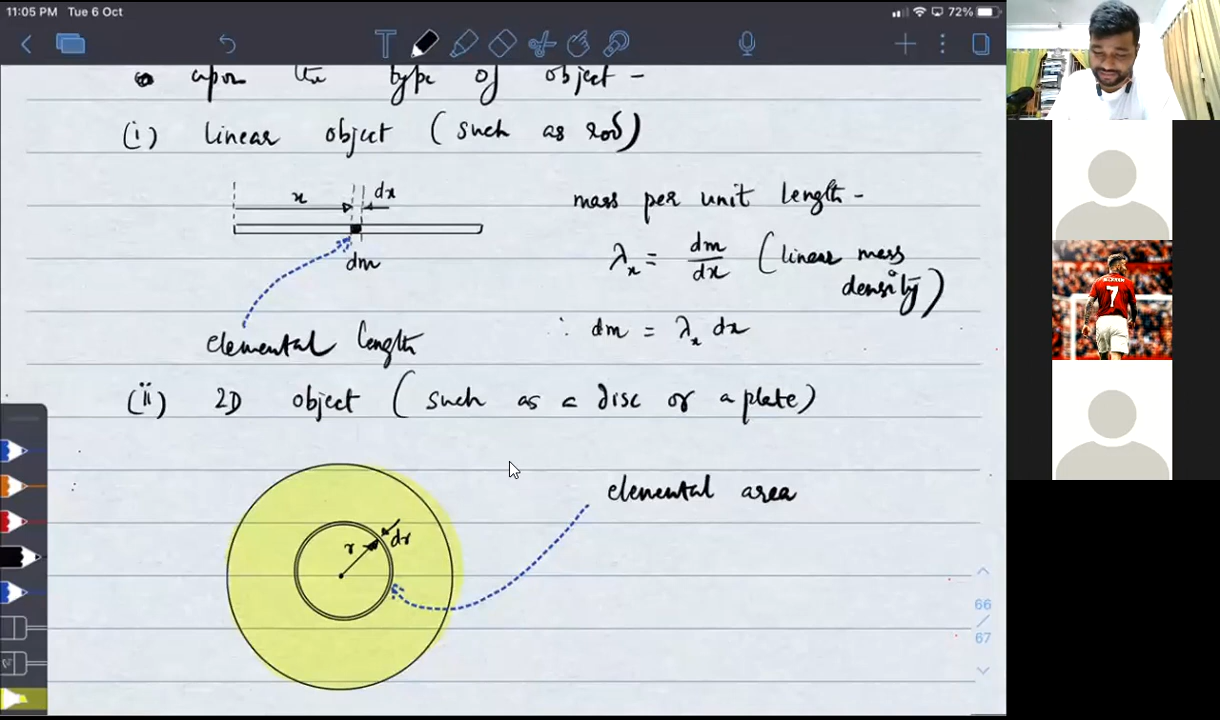 11:05 PM Tue 6 Oct
72%
upon the type of object -
(i) linear object (such as rod)
x dx
dm
elemental length
mass per unit length -
λx = dm/dx (linear mass density)
∴ dm = λx dx
(ii) 2D object (such as a disc or a plate)
elemental area
r dr
66
/
67
7